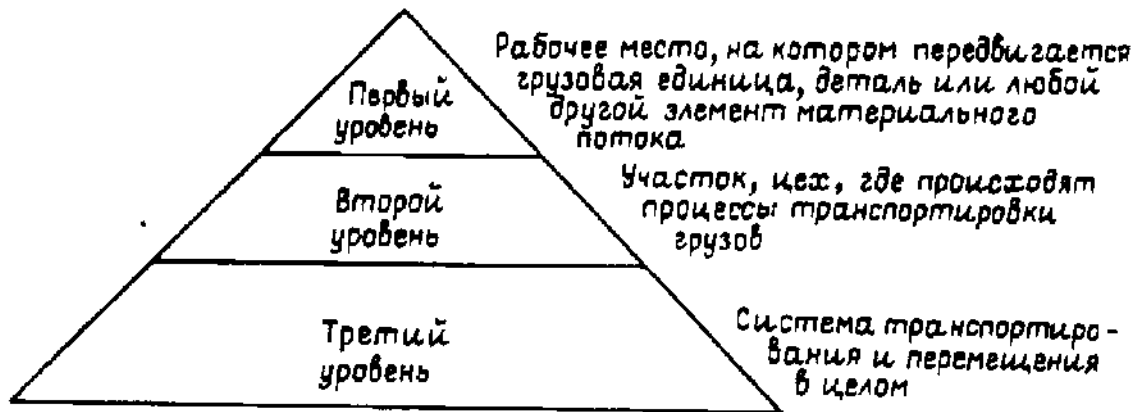 Рабочее место, на котором передвигается
грузовая единица, деталь или любой
другой элемент материального
потока
Первый
уровень
Участок, цех, где происходят
процессы транспортировки
грузов
Второй
уровень
Система транспортиро-
вания и перемещения
в целом
Третий
уровень